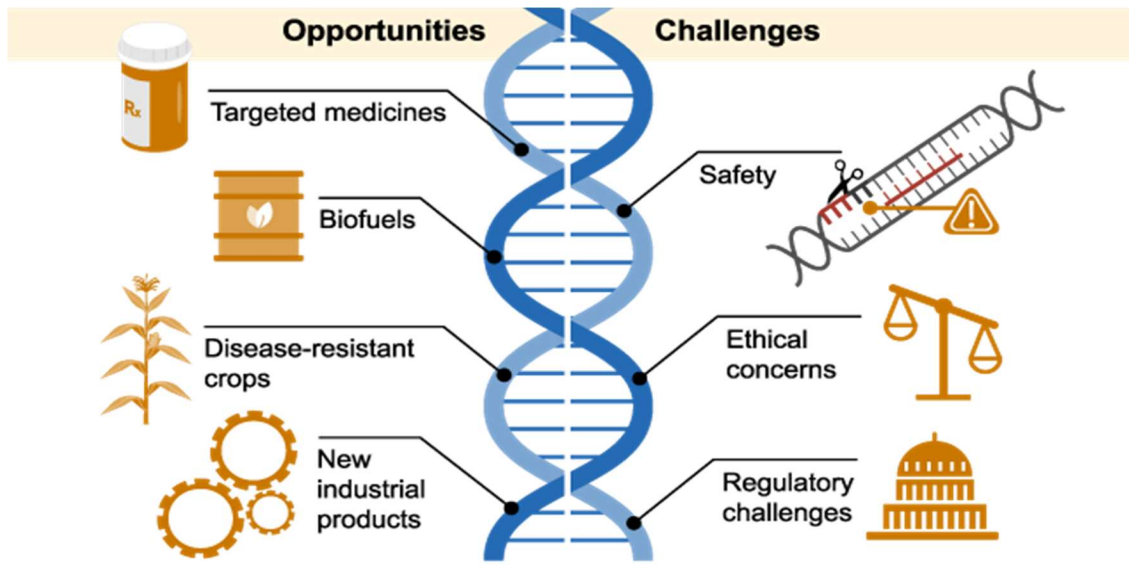 Opportunities
Challenges
Rx
Targeted medicines
Biofuels
Disease-resistant
crops
New
industrial
products
Safety
Ethical
concerns
Regulatory
challenges